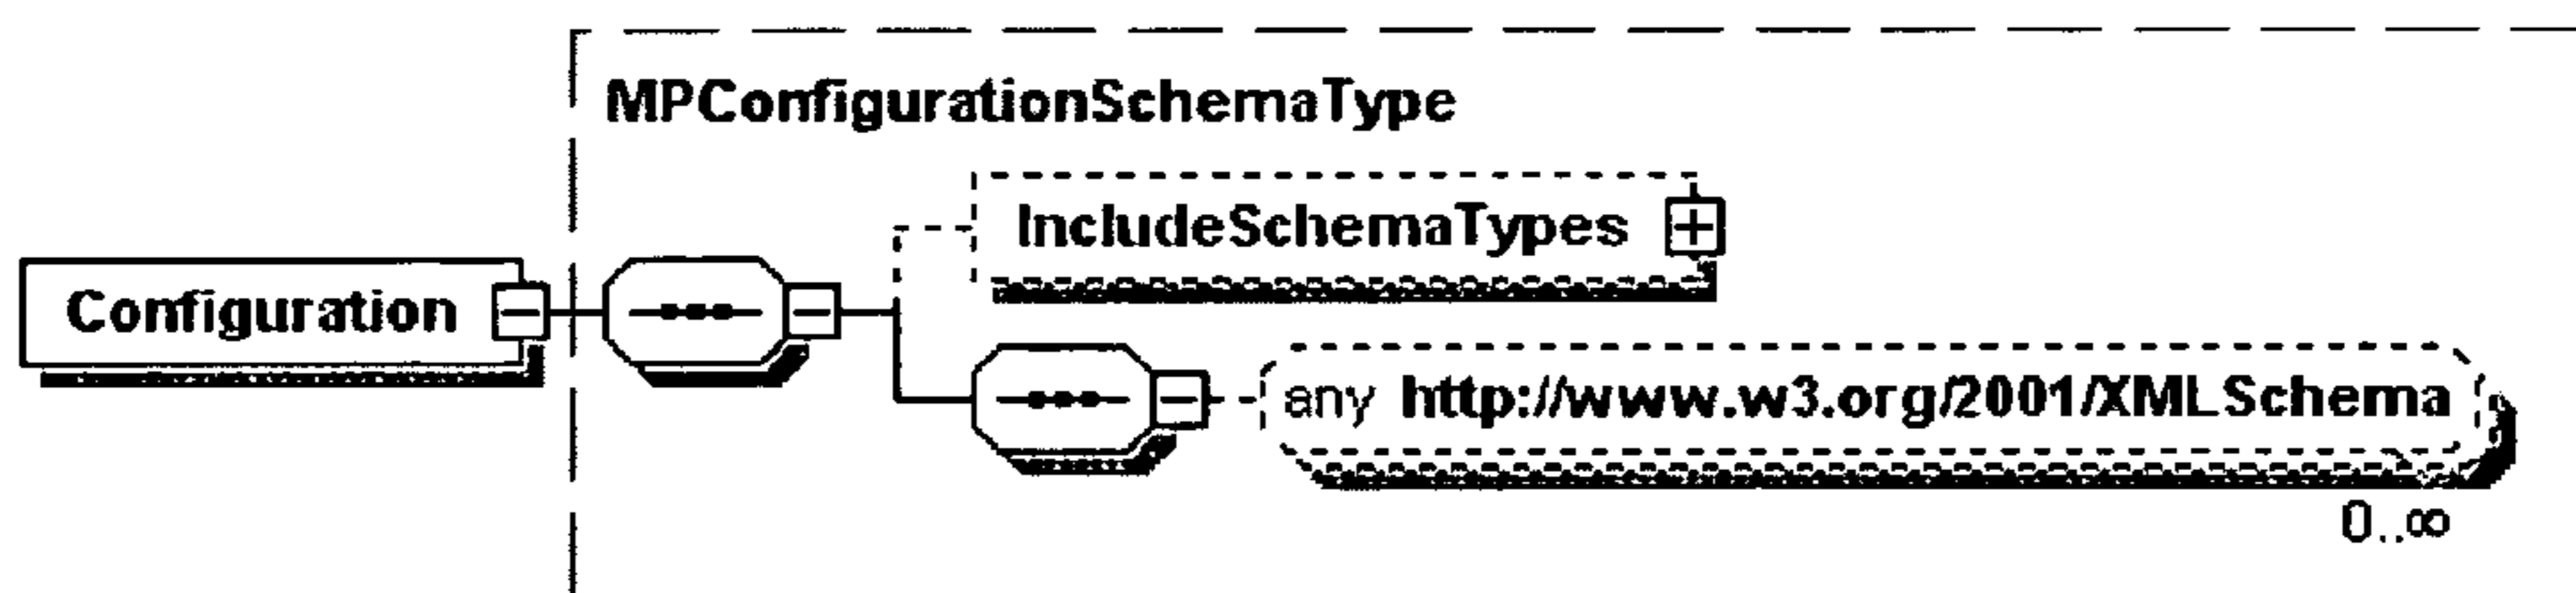 MPConfigurationSchemaType
IncludeSchemaTypes
Configuration
any http://www.w3.org/2001/XMLSchema
0..∞